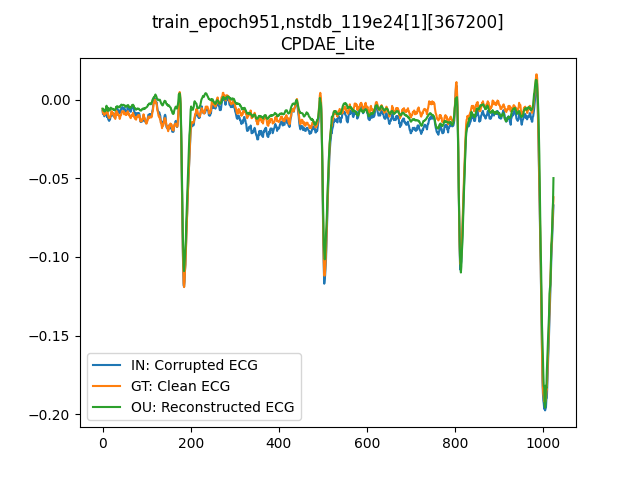 train_epoch951,nstdb_119e24[1][367200]
CPDAE_Lite
0.00
−0.05
−0.10
−0.15
−0.20
IN: Corrupted ECG
GT: Clean ECG
OU: Reconstructed ECG
0 200 400 600 800 1000